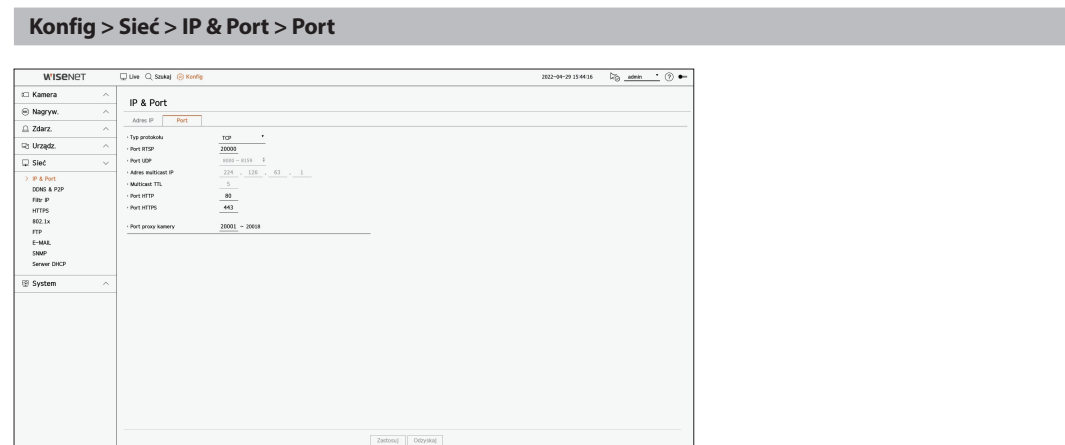 Konfig > Sieć > IP & Port > Port
WISENET
Live Szukaj Konfig
2022-04-29 15:44:16
admin
?
Kamera
Nagryw.
Zdarz.
Urządz.
Sieć
> IP & Port
DDNS & P2P
Filtr IP
HTTPS
802.1x
FTP
E-MAIL
SNMP
Serwer DHCP
System
IP & Port
Adres IP Port
· Typ protokołu TCP
· Port RTSP 20000
· Port UDP 8000 ~ 8159
· Adres multicast IP 224 . 126 . 63 . 1
· Multicast TTL 5
· Port HTTP 80
· Port HTTPS 443
· Port proxy kamery 20001 ~ 20018
Zastosuj Odzyskaj